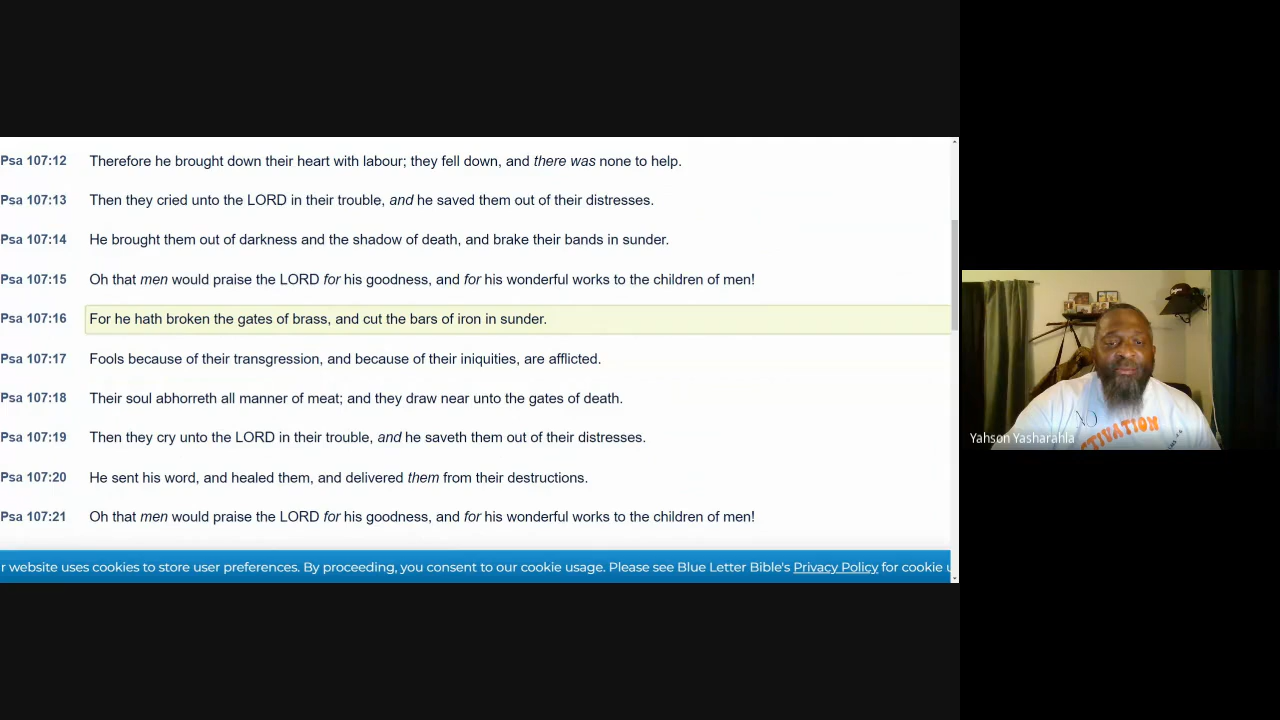 Psa 107:12 Therefore he brought down their heart with labour; they fell down, and there was none to help.
Psa 107:13 Then they cried unto the LORD in their trouble, and he saved them out of their distresses.
Psa 107:14 He brought them out of darkness and the shadow of death, and brake their bands in sunder.
Psa 107:15 Oh that men would praise the LORD for his goodness, and for his wonderful works to the children of men!
Psa 107:16 For he hath broken the gates of brass, and cut the bars of iron in sunder.
Psa 107:17 Fools because of their transgression, and because of their iniquities, are afflicted.
Psa 107:18 Their soul abhorreth all manner of meat; and they draw near unto the gates of death.
Psa 107:19 Then they cry unto the LORD in their trouble, and he saveth them out of their distresses.
Psa 107:20 He sent his word, and healed them, and delivered them from their destructions.
Psa 107:21 Oh that men would praise the LORD for his goodness, and for his wonderful works to the children of men!
r website uses cookies to store user preferences. By proceeding, you consent to our cookie usage. Please see Blue Letter Bible's Privacy Policy for cookie
Yahson Yasharahla
TIVATION